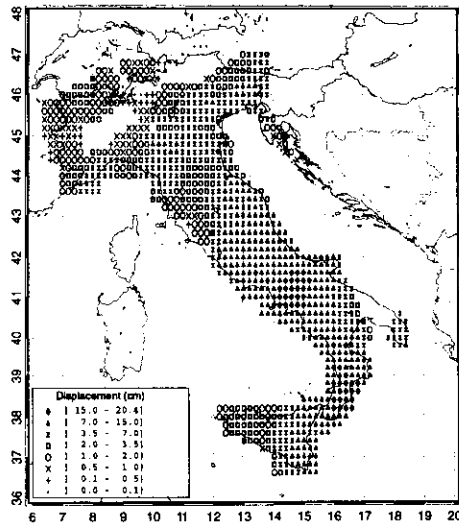 48
47
46
45
44
43
42
41
40
39
38
37
36
Displacement (cm)
] 15.0 - 20.4]
] 7.0 - 15.0]
] 3.5 - 7.0]
] 2.0 - 3.5]
] 1.0 - 2.0]
] 0.5 - 1.0]
] 0.1 - 0.5]
] 0.0 - 0.1]
6 7 8 9 10 11 12 13 14 15 16 17 18 19 20